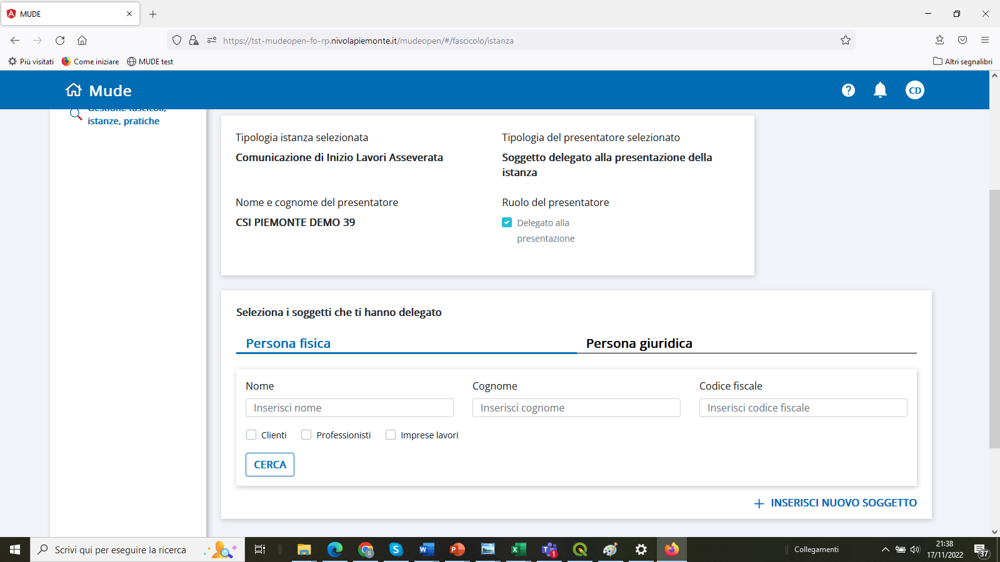 MUDE
https://tst-mudeopen-fo-rp.nivolapiemonte.it/mudeopen/#/fascicolo/istanza
Più visitati
Come iniziare
MUDE test
Altri segnalibri
Mude
?
CD
Gestione fascicoli,
istanze, pratiche
Tipologia istanza selezionata
Comunicazione di Inizio Lavori Asseverata
Tipologia del presentatore selezionato
Soggetto delegato alla presentazione della
istanza
Nome e cognome del presentatore
CSI PIEMONTE DEMO 39
Ruolo del presentatore
Delegato alla
presentazione
Seleziona i soggetti che ti hanno delegato
Persona fisica
Persona giuridica
Nome
Cognome
Codice fiscale
Inserisci nome
Inserisci cognome
Inserisci codice fiscale
Clienti
Professionisti
Imprese lavori
CERCA
+ INSERISCI NUOVO SOGGETTO
Scrivi qui per eseguire la ricerca
Collegamenti
21:38
17/11/2022
37